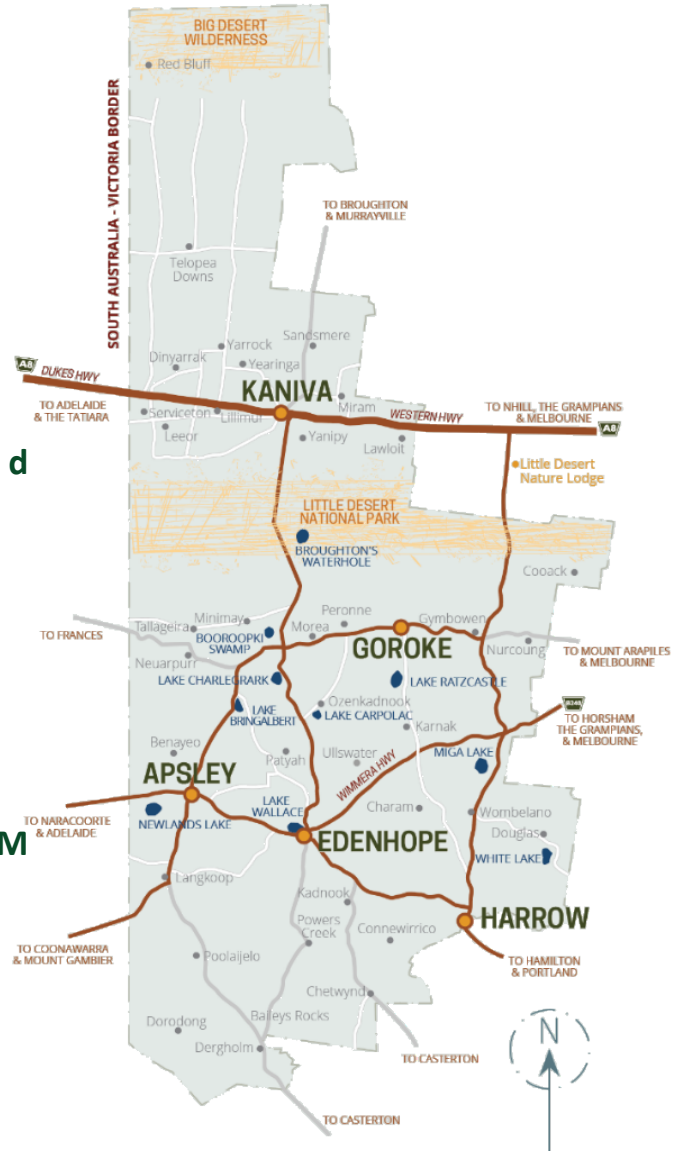 BIG DESERT
WILDERNESS
Red Bluff
SOUTH AUSTRALIA - VICTORIA BORDER
TO BROUGHTON
& MURRAYVILLE
Telopea
Downs
Sandsmere
Yarrock
Dinyarrak
Yearinga
A8
DUKES HWY
KANIVA
TO ADELAIDE
& THE TATIARA
Serviceton
Lillimur
Miram
WESTERN HWY
TO NHILL, THE GRAMPIANS
& MELBOURNE
A8
Leeor
Yanipy
Lawloit
d
Little Desert
Nature Lodge
LITTLE DESERT
NATIONAL PARK
BROUGHTON'S
WATERHOLE
Cooack
Tallageira
Minimay
Peronne
Gymbowen
TO FRANCES
BOOROOPKI
SWAMP
Morea
GOROKE
Nurcoung
TO MOUNT ARAPILES
& MELBOURNE
Neuarpurr
LAKE CHARLEGRARK
LAKE RATZCASTLE
LAKE
BRINGALBERT
Ozenkadnook
LAKE CARPOLAC
Karnak
B240
TO HORSHAM
THE GRAMPIANS,
& MELBOURNE
Benayeo
Patyah
Ullswater
WIMMERA HWY
MIGA LAKE
APSLEY
LAKE
WALLACE
Charam
Wombelano
TO NARACOORTE
& ADELAIDE
NEWLANDS LAKE
M
EDENHOPE
Douglas
WHITE LAKE
Langkoop
Kadnook
HARROW
Powers
Creek
Connewirrico
TO COONAWARRA
& MOUNT GAMBIER
Poolaijelo
TO HAMILTON
& PORTLAND
Chetwynd
Dorodong
Baileys Rocks
Dergholm
TO CASTERTON
N
TO CASTERTON